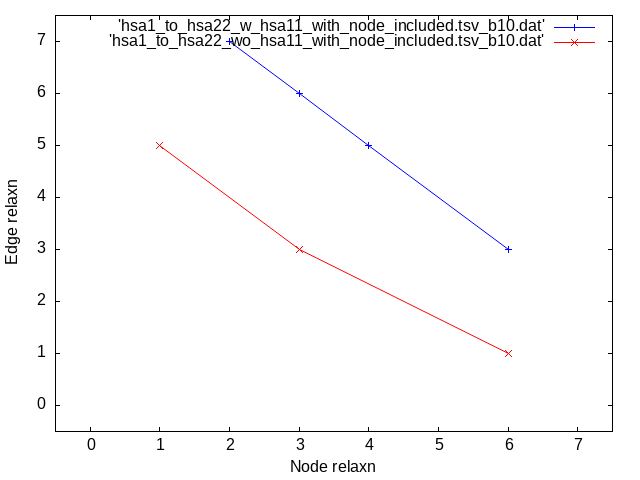 'hsa1_to_hsa22_w_hsa11_with_node_included.tsv_b10.dat'
'hsa1_to_hsa22_wo_hsa11_with_node_included.tsv_b10.dat'
7
6
5
4
3
2
1
0
Edge relaxn
0 1 2 3 4 5 6 7
Node relaxn